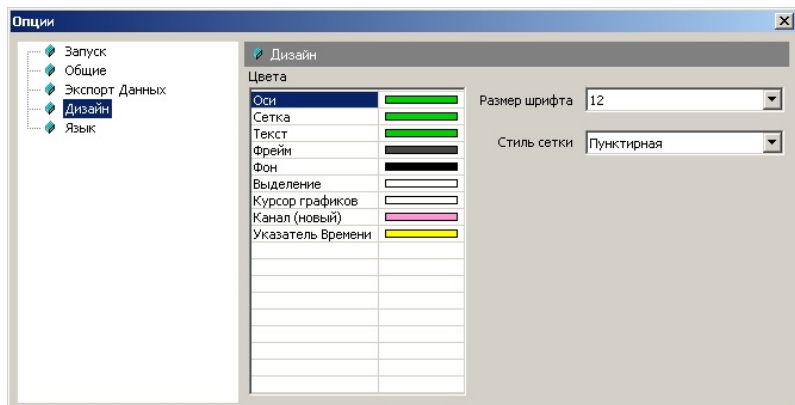 Опции
Запуск
Общие
Экспорт Данных
Дизайн
Язык
Дизайн
Цвета
Оси
Сетка
Текст
Фрейм
Фон
Выделение
Курсор графиков
Канал (новый)
Указатель Времени
Размер шрифта 12
Стиль сетки Пунктирная